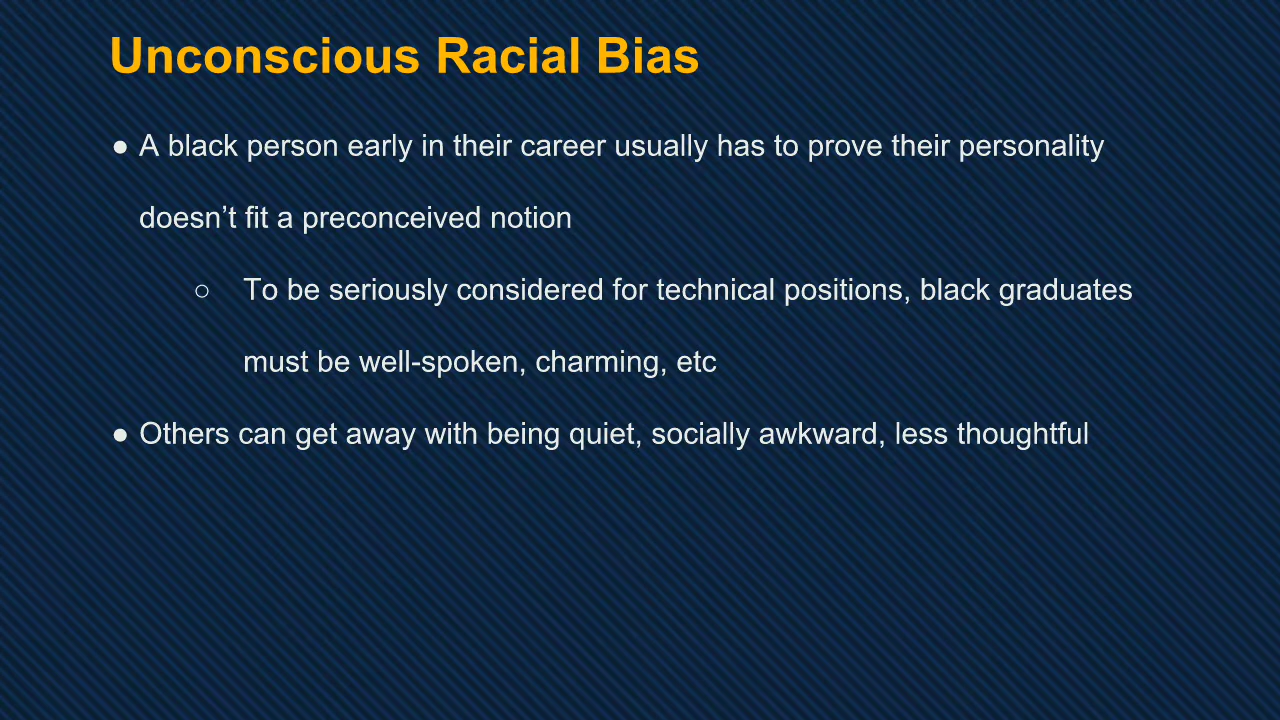 Unconscious Racial Bias
● A black person early in their career usually has to prove their personality
doesn’t fit a preconceived notion
○ To be seriously considered for technical positions, black graduates
must be well-spoken, charming, etc
● Others can get away with being quiet, socially awkward, less thoughtful